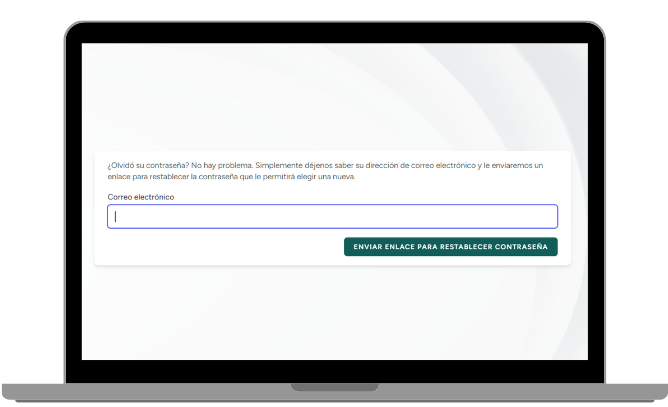 ¿Olvidó su contraseña? No hay problema. Simplemente déjenos saber su dirección de correo electrónico y le enviaremos un
enlace para restablecer la contraseña que le permitirá elegir una nueva.
Correo electrónico
ENVIAR ENLACE PARA RESTABLECER CONTRASEÑA